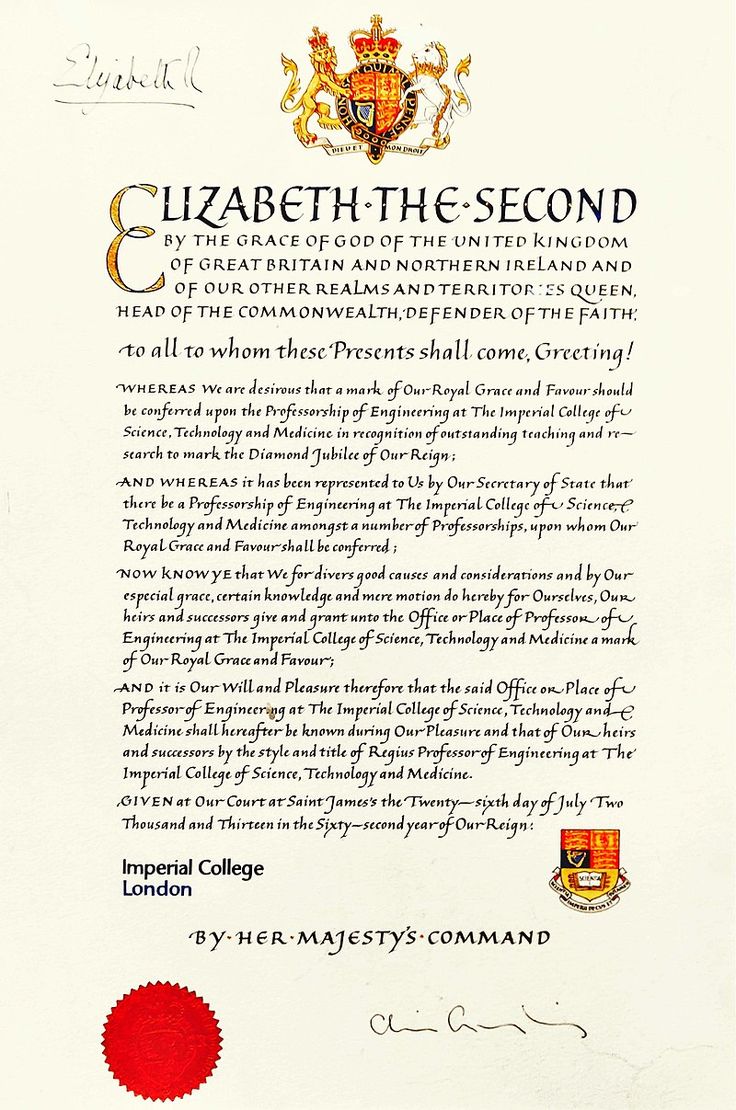 Elizabeth R
HONI SOIT QUI MAL Y PENSE
DIEU ET MON DROIT
ELIZABETH·THE·SECOND
BY THE GRACE OF GOD OF THE UNITED KINGDOM
OF GREAT BRITAIN AND NORTHERN IRELAND AND
OF OUR OTHER REALMS AND TERRITORIES QUEEN,
HEAD OF THE COMMONWEALTH, DEFENDER OF THE FAITH,
to all to whom these Presents shall come, Greeting!
WHEREAS We are desirous that a mark of Our Royal Grace and Favour should
be conferred upon the Professorship of Engineering at The Imperial College of
Science, Technology and Medicine in recognition of outstanding teaching and re-
search to mark the Diamond Jubilee of Our Reign;
AND WHEREAS it has been represented to Us by Our Secretary of State that
there be a Professorship of Engineering at The Imperial College of Science,
Technology and Medicine amongst a number of Professorships, upon whom Our
Royal Grace and Favour shall be conferred;
NOW KNOW YE that We for divers good causes and considerations and by Our
especial grace, certain knowledge and mere motion do hereby for Ourselves, Our
heirs and successors give and grant unto the Office or Place of Professor of
Engineering at The Imperial College of Science, Technology and Medicine a mark
of Our Royal Grace and Favour;
AND it is Our Will and Pleasure therefore that the said Office or Place of
Professor of Engineering at The Imperial College of Science, Technology and
Medicine shall hereafter be known during Our Pleasure and that of Our heirs
and successors by the style and title of Regius Professor of Engineering at The
Imperial College of Science, Technology and Medicine.
GIVEN at Our Court at Saint James's the Twenty-sixth day of July Two
Thousand and Thirteen in the Sixty-second year of Our Reign:
Imperial College
London
SCIENTIA
BY·HER·MAJESTY'S·COMMAND